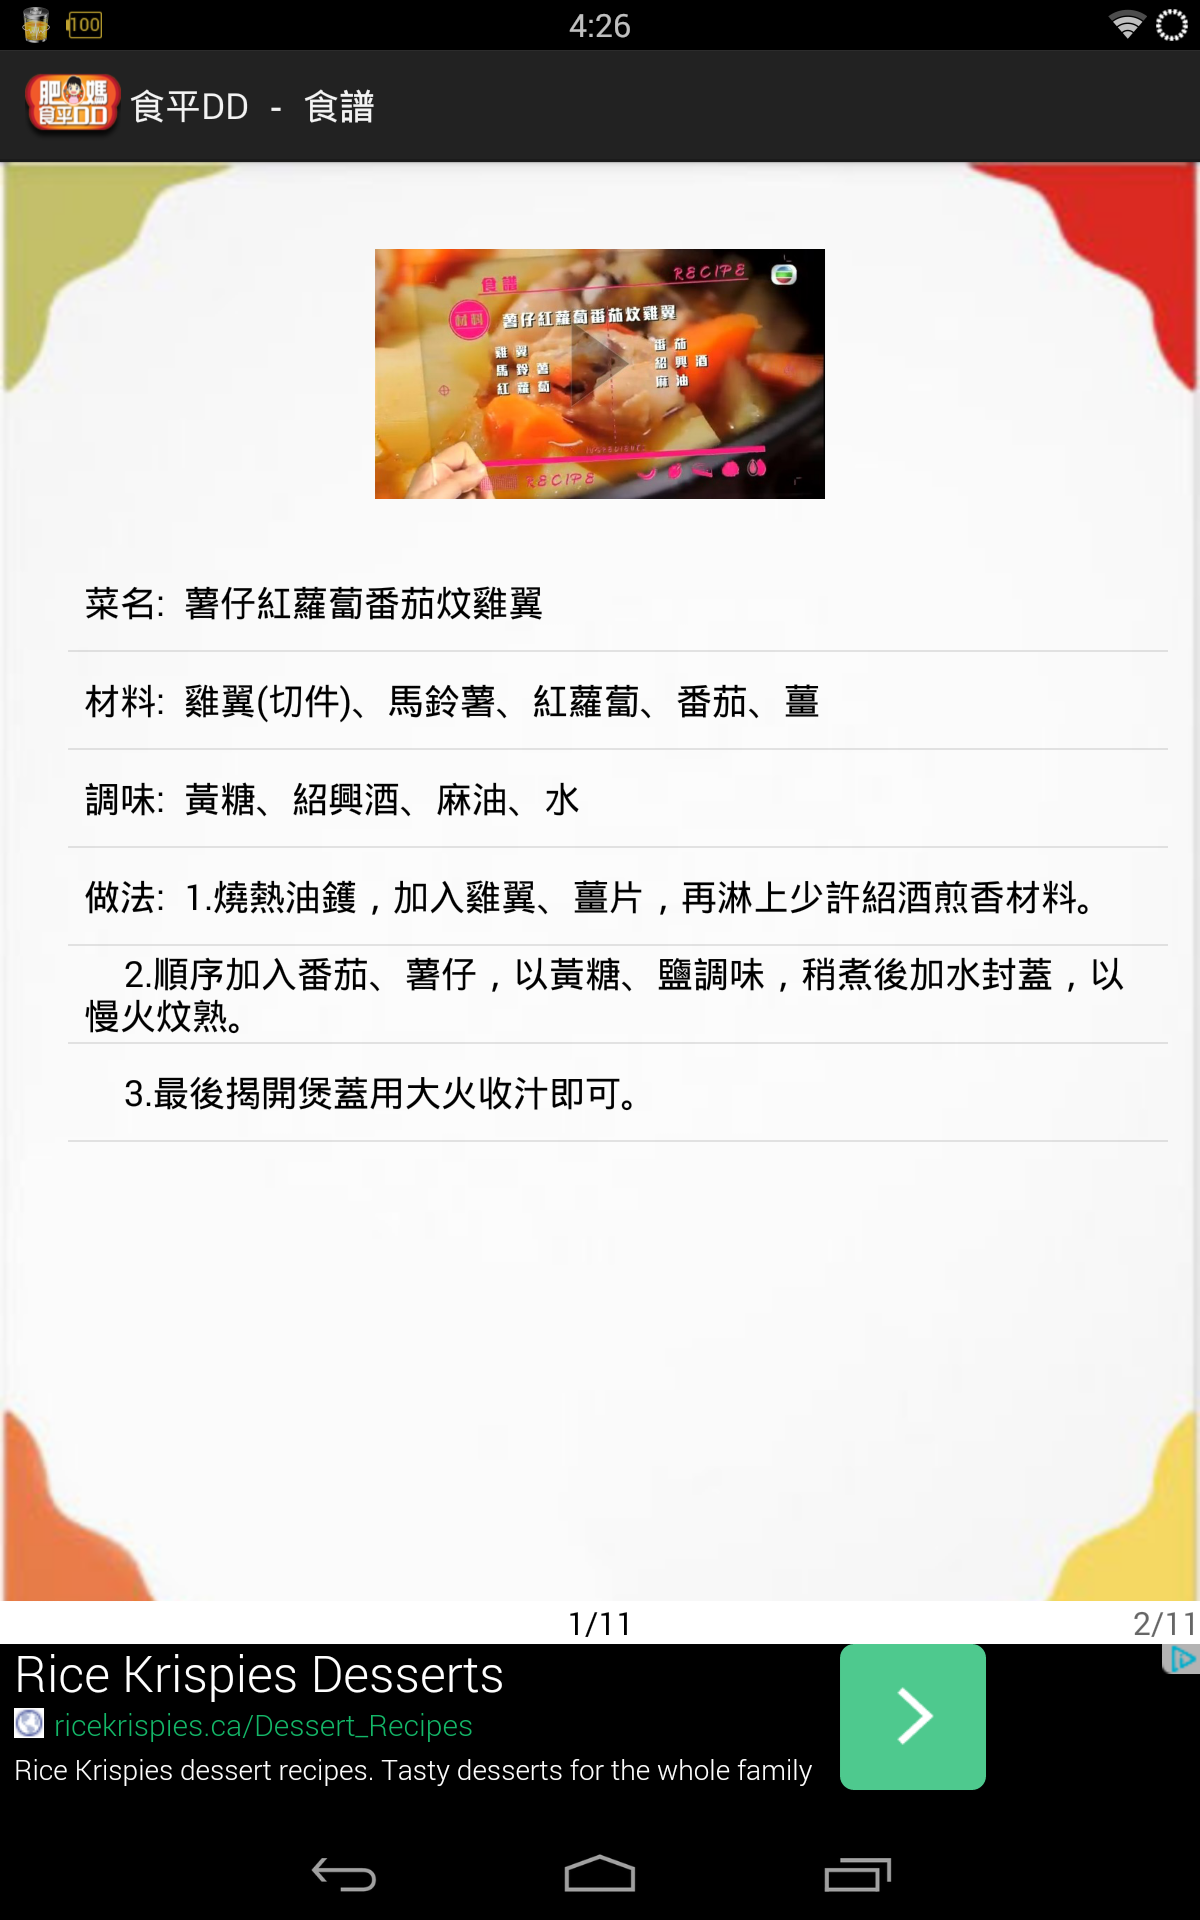 100
4:26
肥媽
食平DD
食平DD - 食譜
食譜
RECIPE
材料
薯仔紅蘿蔔番茄炆雞翼
雞翼
番茄
馬鈴薯
紹興酒
紅蘿蔔
麻油
INGREDIENTS
RECIPE
菜名: 薯仔紅蘿蔔番茄炆雞翼
材料: 雞翼(切件)、馬鈴薯、紅蘿蔔、番茄、薑
調味: 黃糖、紹興酒、麻油、水
做法: 1.燒熱油鑊，加入雞翼、薑片，再淋上少許紹酒煎香材料。
2.順序加入番茄、薯仔，以黃糖、鹽調味，稍煮後加水封蓋，以
慢火炆熟。
3.最後揭開煲蓋用大火收汁即可。
1/11
2/11
Rice Krispies Desserts
ricekrispies.ca/Dessert_Recipes
Rice Krispies dessert recipes. Tasty desserts for the whole family